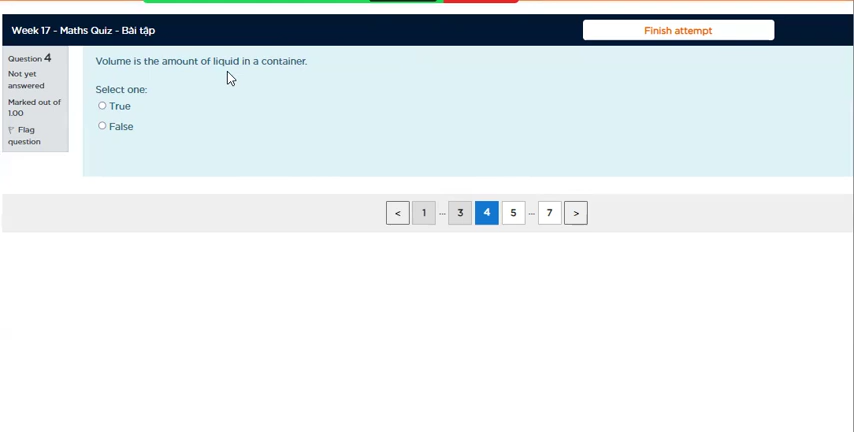 Week 17 - Maths Quiz - Bài tập
Finish attempt
Question 4
Not yet
answered
Marked out of
1.00
Flag
question
Volume is the amount of liquid in a container.
Select one:
True
False
< 1 ... 3 4 5 ... 7 >